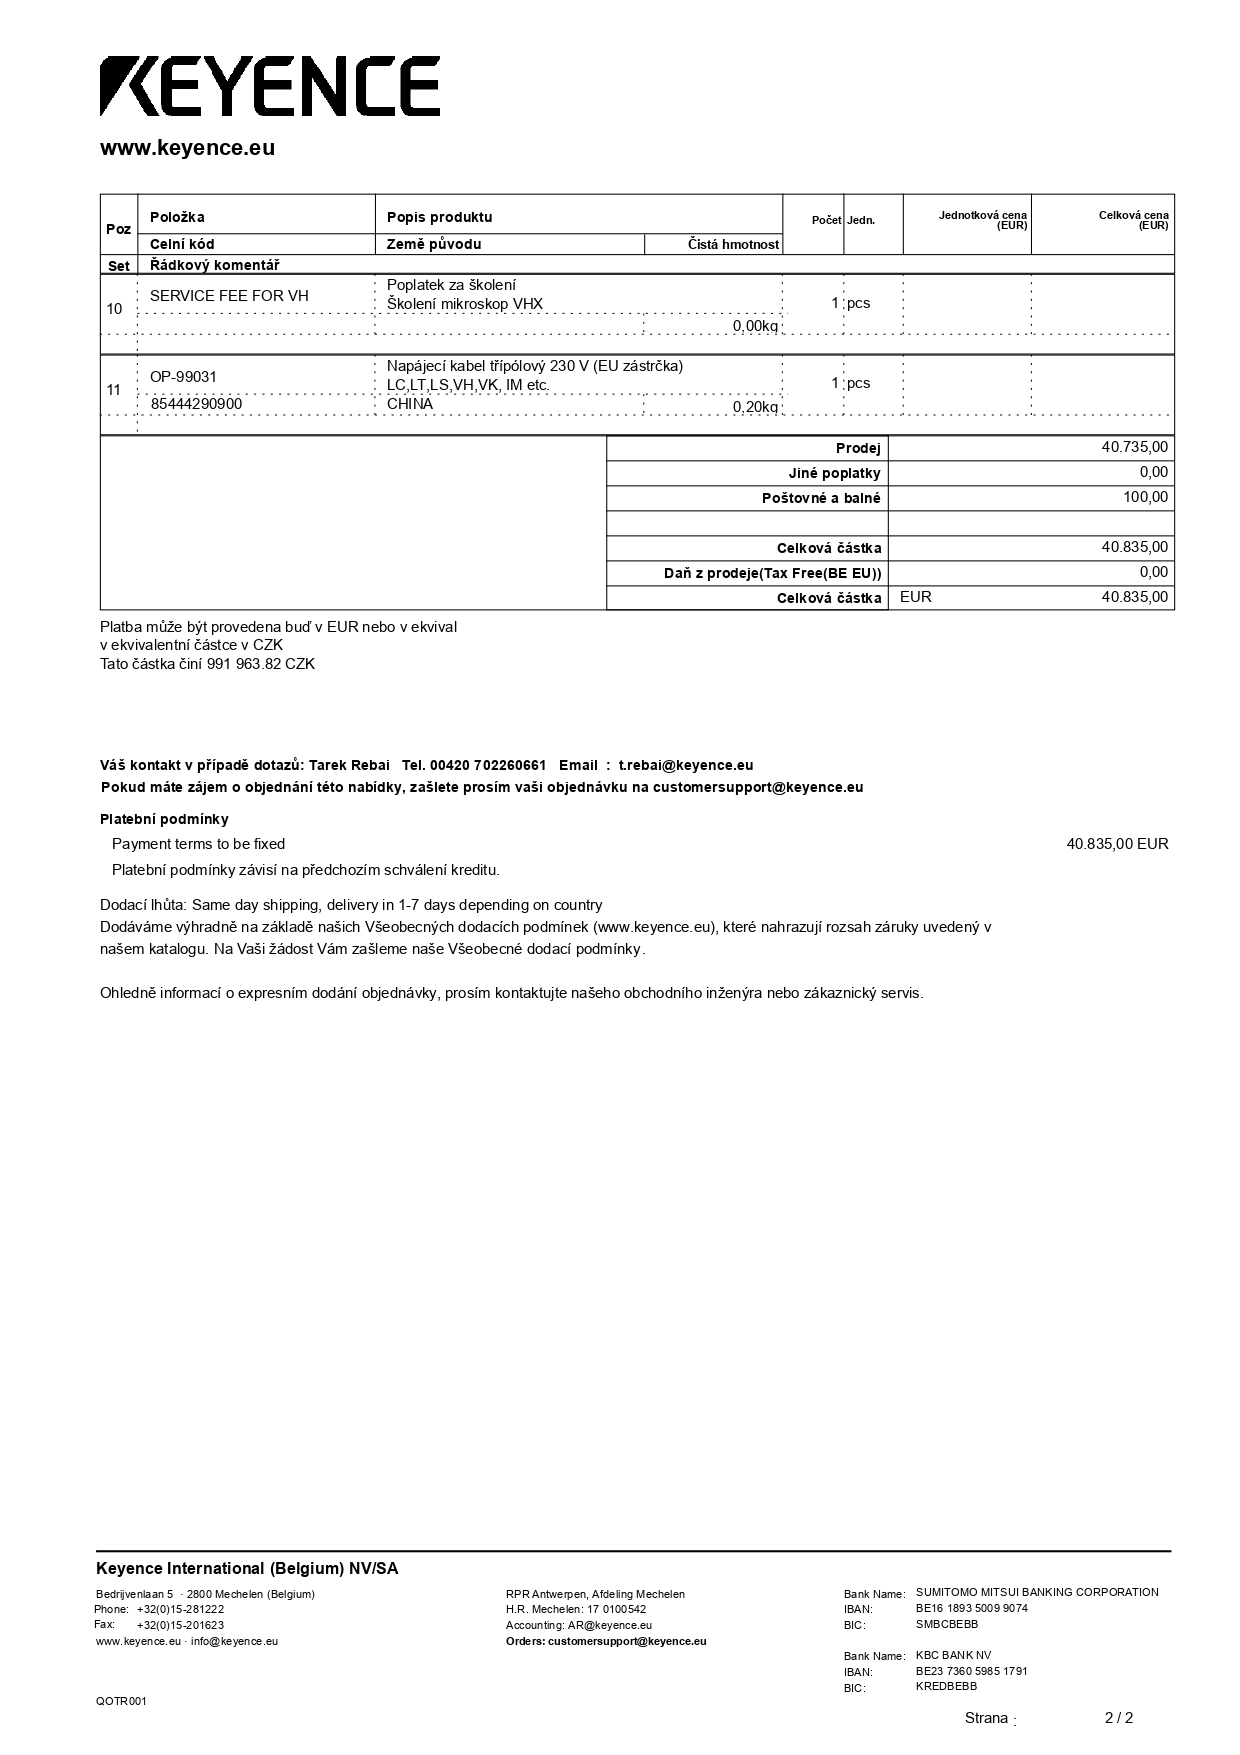 KEYENCE
www.keyence.eu
Poz Položka Popis produktu Počet Jedn. Jednotková cena (EUR) Celková cena (EUR)
Celní kód Země původu Čistá hmotnost
Set Řádkový komentář
10 SERVICE FEE FOR VH Poplatek za školení
Školení mikroskop VHX 1 pcs
0,00kg
11 OP-99031 Napájecí kabel třípólový 230 V (EU zástrčka)
LC,LT,LS,VH,VK, IM etc. 1 pcs
85444290900 CHINA 0,20kg
Prodej 40.735,00
Jiné poplatky 0,00
Poštovné a balné 100,00
Celková částka 40.835,00
Daň z prodeje(Tax Free(BE EU)) 0,00
Celková částka EUR 40.835,00
Platba může být provedena buď v EUR nebo v ekvival
v ekvivalentní částce v CZK
Tato částka činí 991 963.82 CZK
Váš kontakt v případě dotazů: Tarek Rebai Tel. 00420 702260661 Email : t.rebai@keyence.eu
Pokud máte zájem o objednání této nabídky, zašlete prosím vaši objednávku na customersupport@keyence.eu
Platební podmínky
Payment terms to be fixed 40.835,00 EUR
Platební podmínky závisí na předchozím schválení kreditu.
Dodací lhůta: Same day shipping, delivery in 1-7 days depending on country
Dodáváme výhradně na základě našich Všeobecných dodacích podmínek (www.keyence.eu), které nahrazují rozsah záruky uvedený v
našem katalogu. Na Vaši žádost Vám zašleme naše Všeobecné dodací podmínky.
Ohledně informací o expresním dodání objednávky, prosím kontaktujte našeho obchodního inženýra nebo zákaznický servis.
Keyence International (Belgium) NV/SA
Bedrijvenlaan 5 · 2800 Mechelen (Belgium)
Phone: +32(0)15-281222
Fax: +32(0)15-201623
www.keyence.eu · info@keyence.eu
RPR Antwerpen, Afdeling Mechelen
H.R. Mechelen: 17 0100542
Accounting: AR@keyence.eu
Orders: customersupport@keyence.eu
Bank Name: SUMITOMO MITSUI BANKING CORPORATION
IBAN: BE16 1893 5009 9074
BIC: SMBCBEBB
Bank Name: KBC BANK NV
IBAN: BE23 7360 5985 1791
BIC: KREDBEBB
QOTR001
Strana : 2 / 2